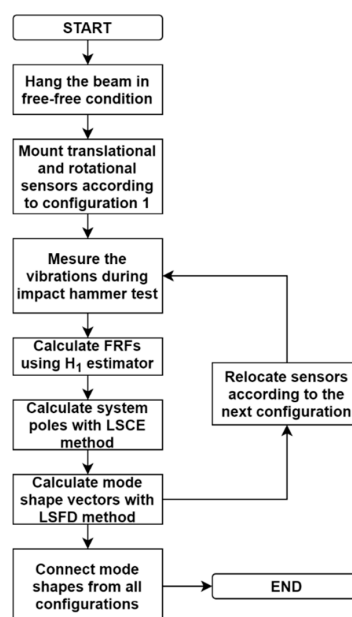 START
Hang the beam in
free-free condition
Mount translational
and rotational
sensors according
to configuration 1
Mesure the
vibrations during
impact hammer test
Calculate FRFs
using H₁ estimator
Calculate system
poles with LSCE
method
Calculate mode
shape vectors with
LSFD method
Relocate sensors
according to the
next configuration
Connect mode
shapes from all
configurations
END